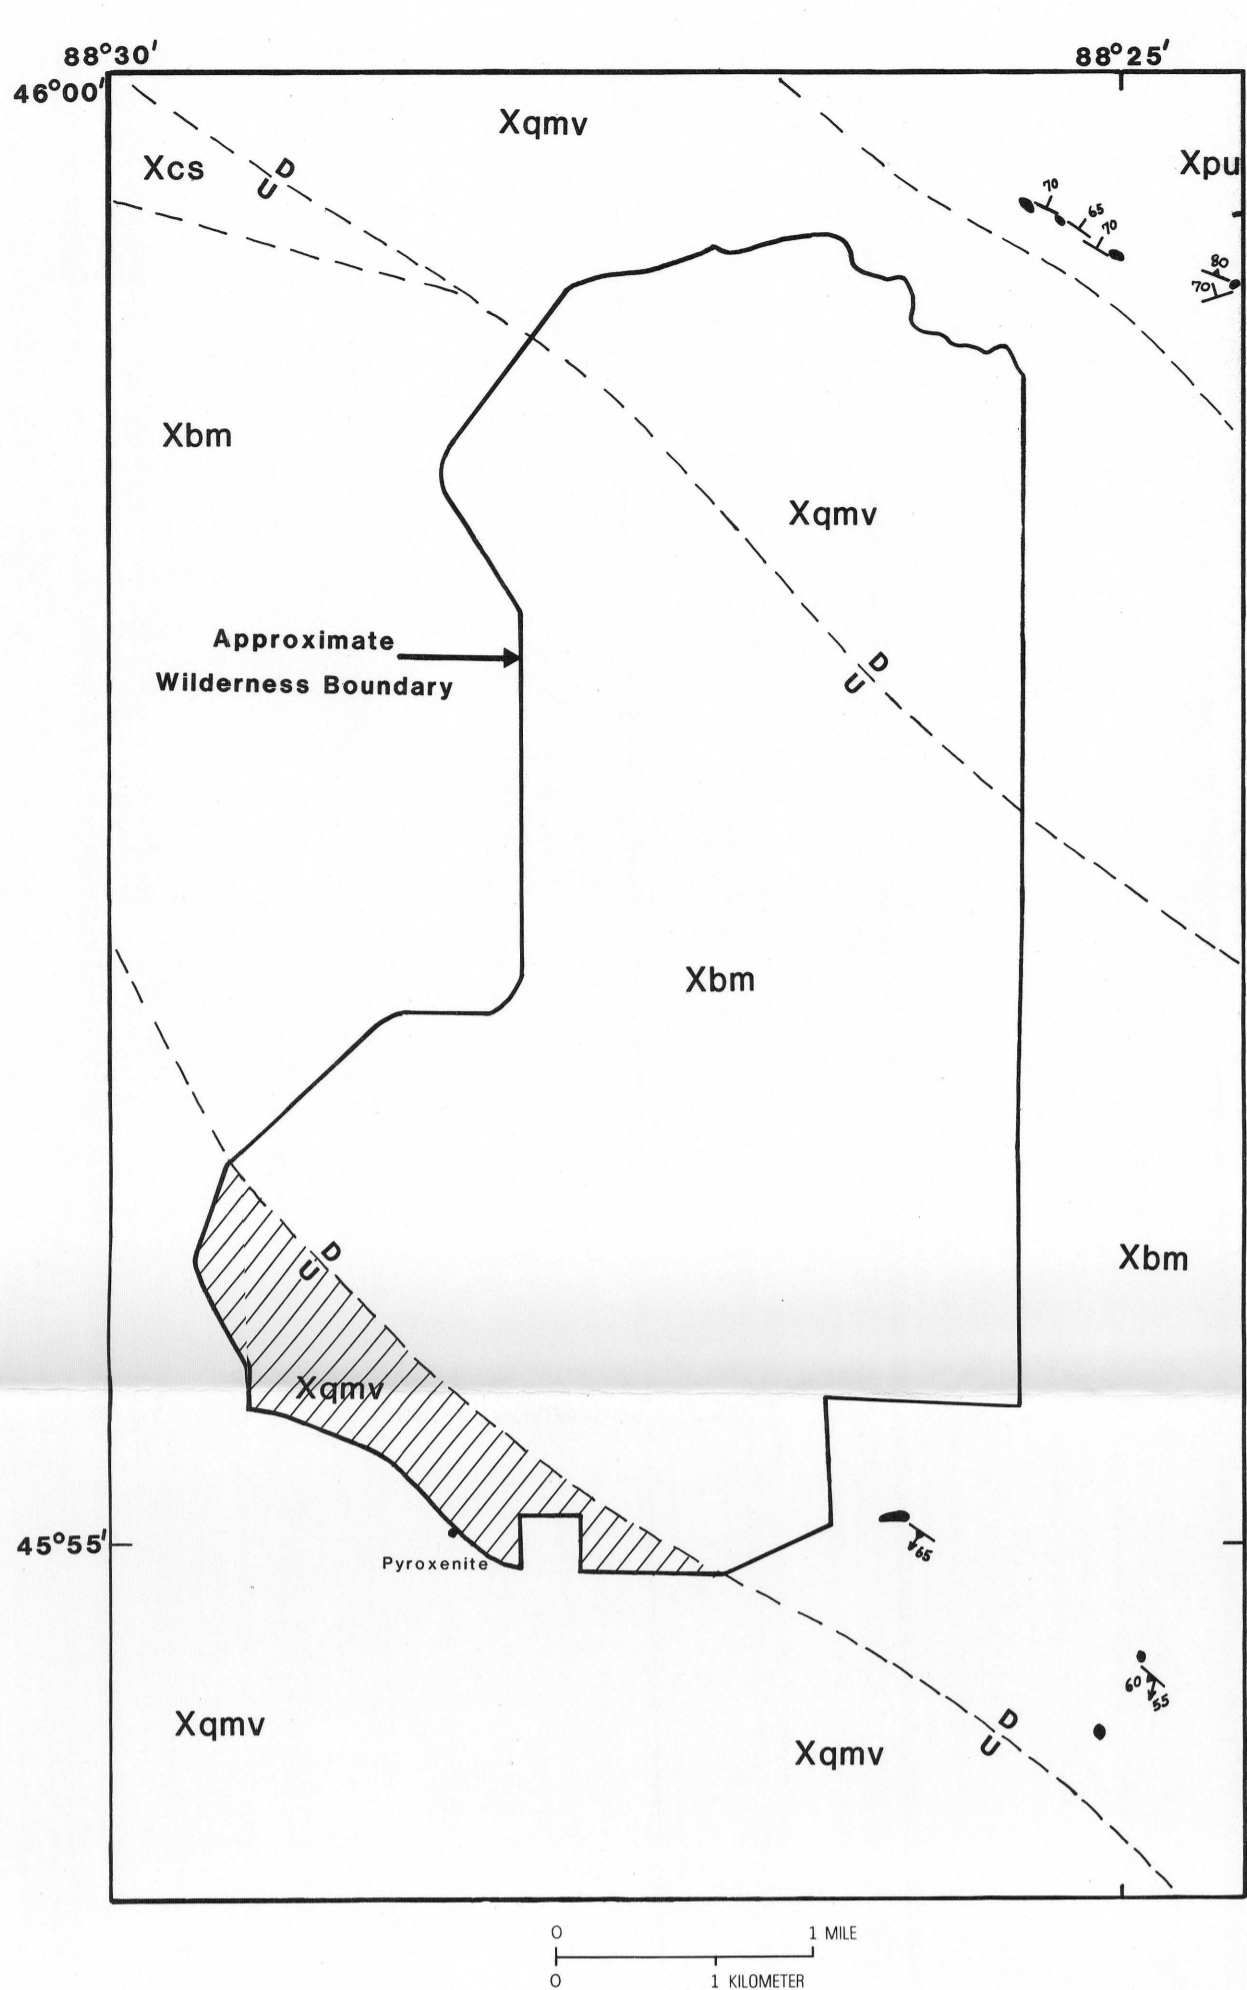 88°30′
88°25′
46°00′
Xqmv
Xcs
D
U
Xpu
70
65
70
80
70
Xbm
Xqmv
Approximate
Wilderness Boundary
D
U
Xbm
Xbm
D
U
Xqmv
45°55′
65
Pyroxenite
60
55
Xqmv
D
U
Xqmv
0
1 MILE
0
1 KILOMETER